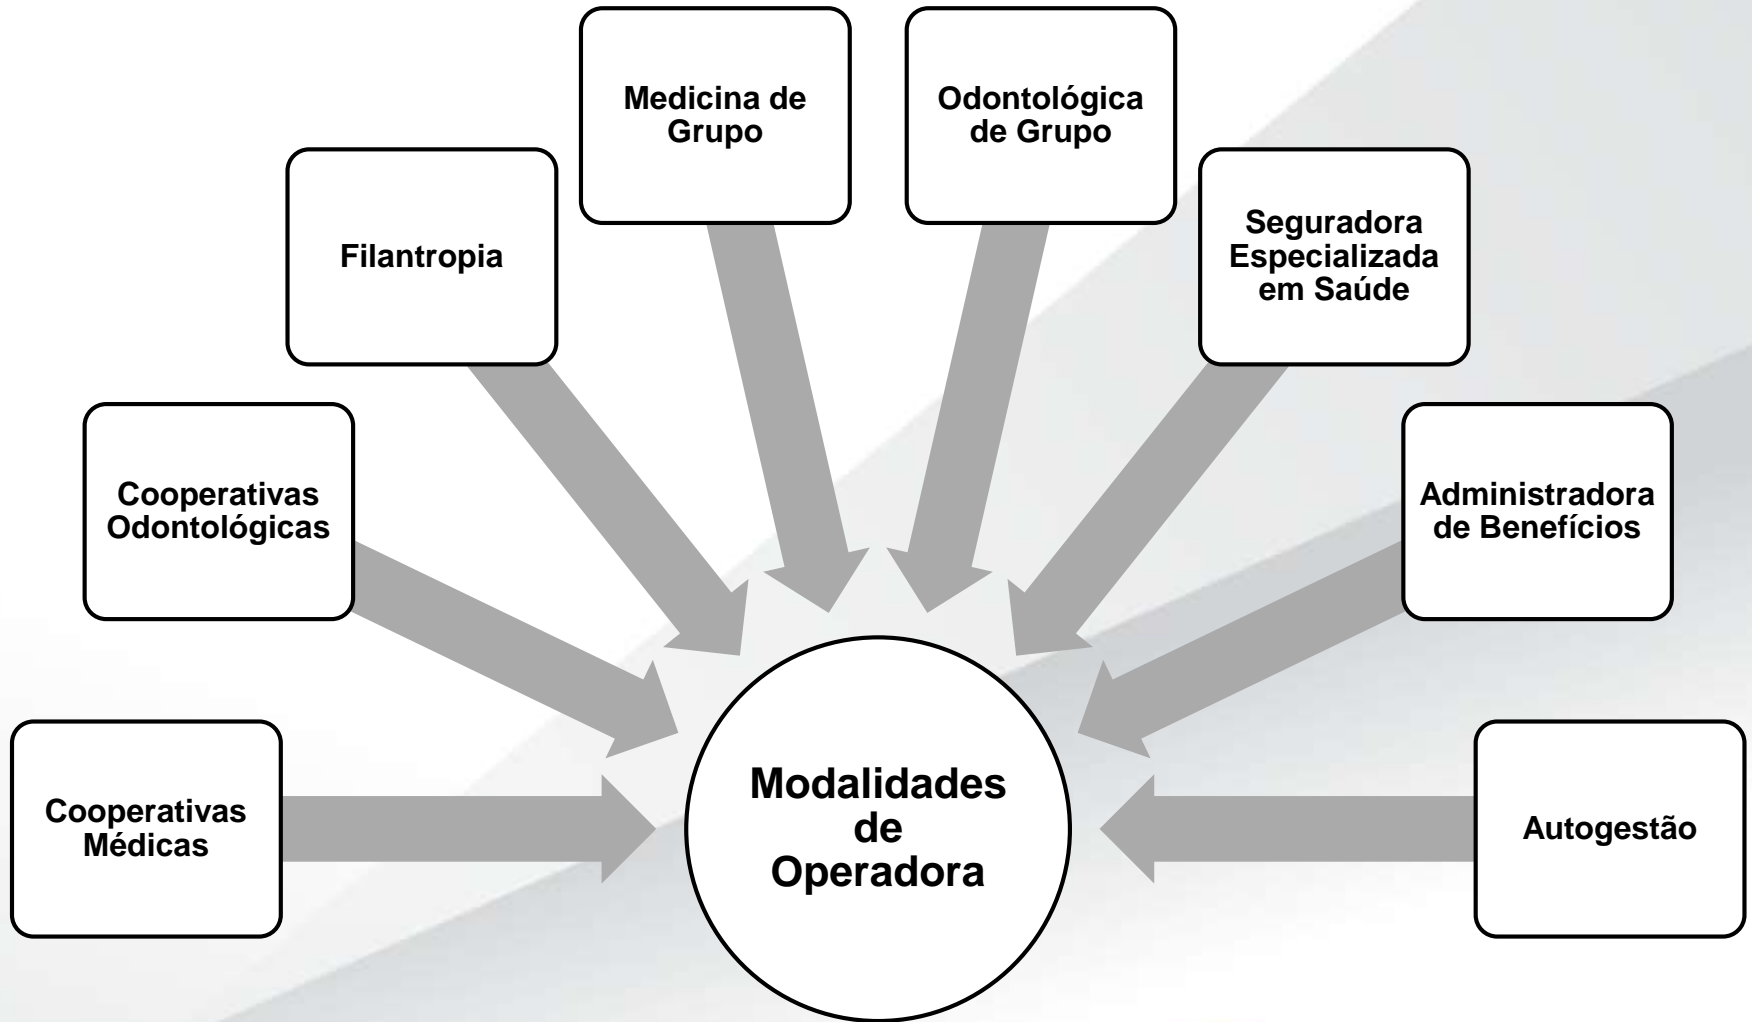 Medicina de
Grupo
Odontológica
de Grupo
Filantropia
Seguradora
Especializada
em Saúde
Cooperativas
Odontológicas
Administradora
de Benefícios
Cooperativas
Médicas
Modalidades
de
Operadora
Autogestão